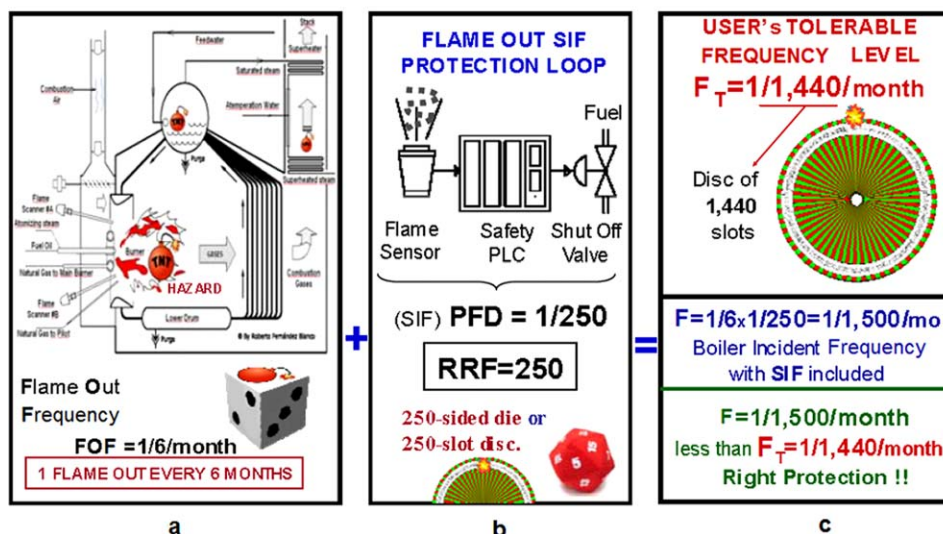 Stack
Feedwater
Superheater
Saturated steam
Combustion
Air
Atemperation Water
TNT
Purga
Superheated steam
Flame
Scanner #A
Atomizing steam
Fuel Oil
Burner
TNT
GASES
Natural Gas to Main Burner
HAZARD
Combustion
Gases
Flame
Scanner #B
Natural Gas to Pilot
Lower Drum
Purga
© By Roberto Fernández Blanco
Flame Out
Frequency
FOF =1/6/month
1 FLAME OUT EVERY 6 MONTHS
a
+
FLAME OUT SIF
PROTECTION LOOP
Fuel
Flame
Sensor
Safety
PLC
Shut Off
Valve
(SIF) PFD = 1/250
RRF=250
250-sided die or
250-slot disc.
b
=
USER's TOLERABLE
FREQUENCY LEVEL
FT=1/1,440/month
Disc of
1,440
slots
F=1/6x1/250=1/1,500/mo
Boiler Incident Frequency
with SIF included
F=1/1,500/month
less than FT=1/1,440/month
Right Protection !!
c